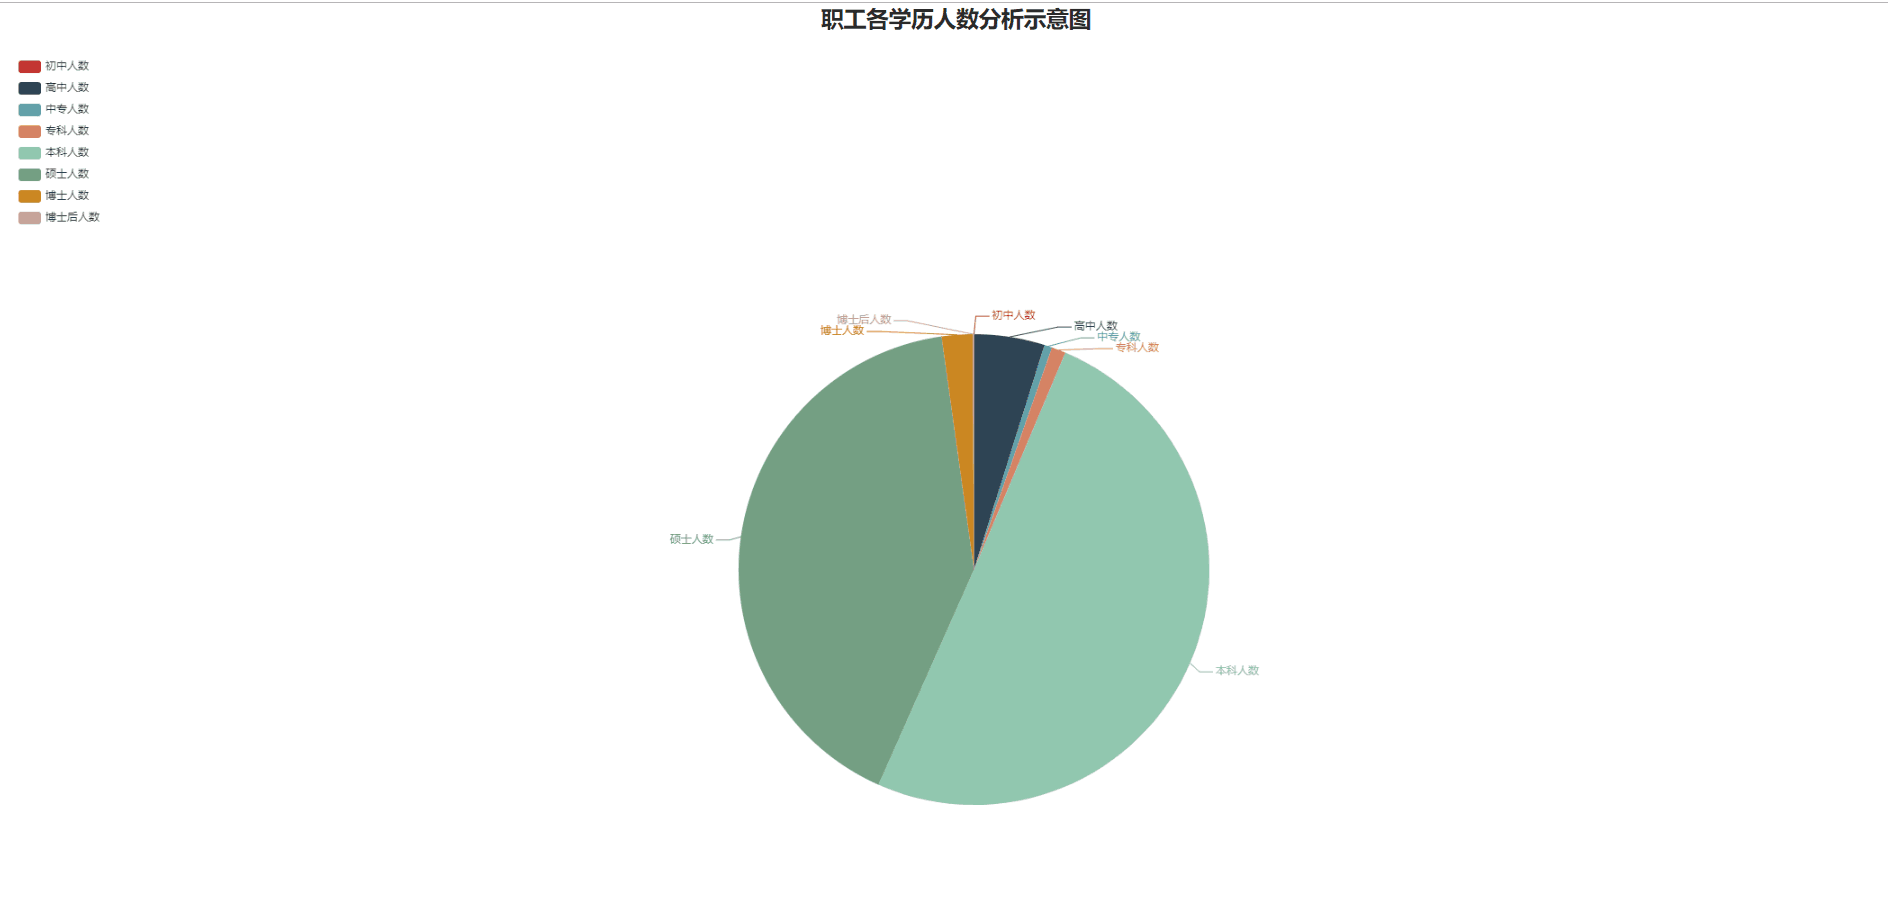 职工各学历人数分析示意图
初中人数
高中人数
中专人数
专科人数
本科人数
硕士人数
博士人数
博士后人数
初中人数
博士后人数
高中人数
博士人数
中专人数
专科人数
硕士人数
本科人数